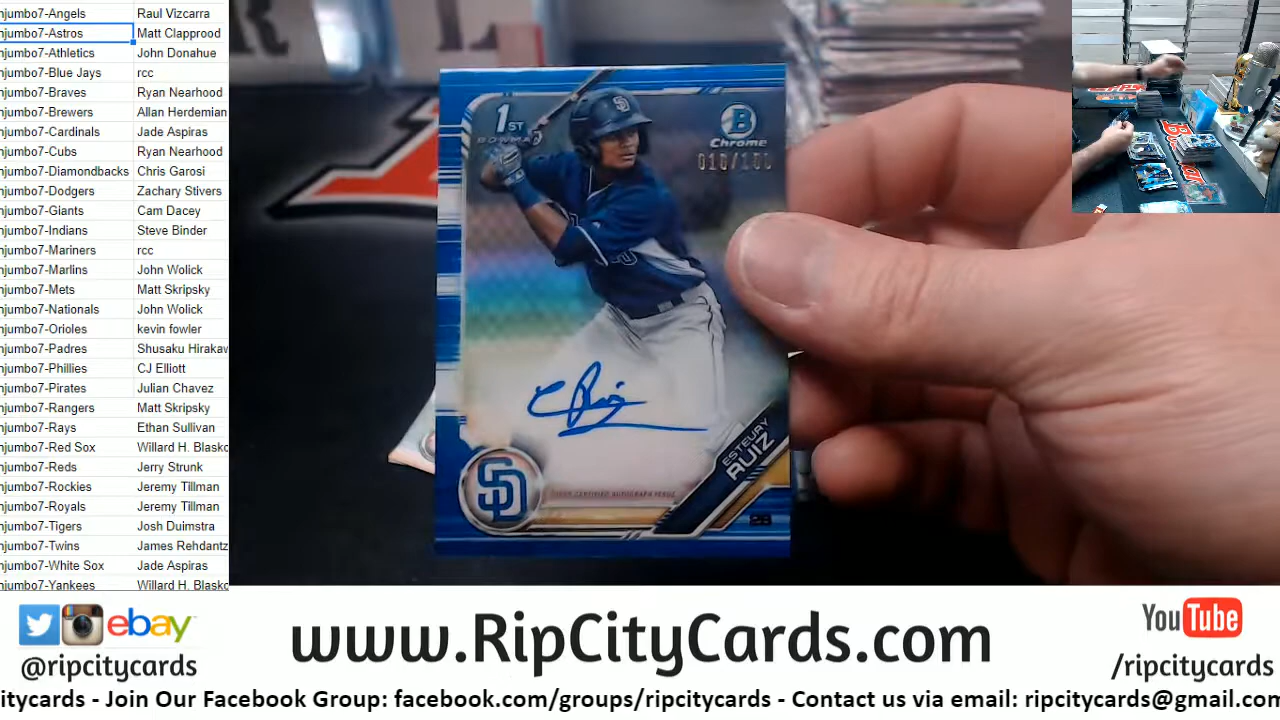 njumbo7-Angels Raul Vizcarra
njumbo7-Astros Matt Clapprood
njumbo7-Athletics John Donahue
njumbo7-Blue Jays rcc
njumbo7-Braves Ryan Nearhood
njumbo7-Brewers Allan Herdemian
njumbo7-Cardinals Jade Aspiras
njumbo7-Cubs Ryan Nearhood
njumbo7-Diamondbacks Chris Garosi
njumbo7-Dodgers Zachary Stivers
njumbo7-Giants Cam Dacey
njumbo7-Indians Steve Binder
njumbo7-Mariners rcc
njumbo7-Marlins John Wolick
njumbo7-Mets Matt Skripsky
njumbo7-Nationals John Wolick
njumbo7-Orioles kevin fowler
njumbo7-Padres Shusaku Hirakaw
njumbo7-Phillies CJ Elliott
njumbo7-Pirates Julian Chavez
njumbo7-Rangers Matt Skripsky
njumbo7-Rays Ethan Sullivan
njumbo7-Red Sox Willard H. Blasko
njumbo7-Reds Jerry Strunk
njumbo7-Rockies Jeremy Tillman
njumbo7-Royals Jeremy Tillman
njumbo7-Tigers Josh Duimstra
njumbo7-Twins James Rehdantz
njumbo7-White Sox Jade Aspiras
njumbo7-Yankees Willard H. Blasko
1ST
BOWMAN
B
Chrome
SD
ESTEURY
RUIZ
SD
ebay
@ripcitycards
www.RipCityCards.com
YouTube
/ripcitycards
citycards - Join Our Facebook Group: facebook.com/groups/ripcitycards - Contact us via email: ripcitycards@gmail.com